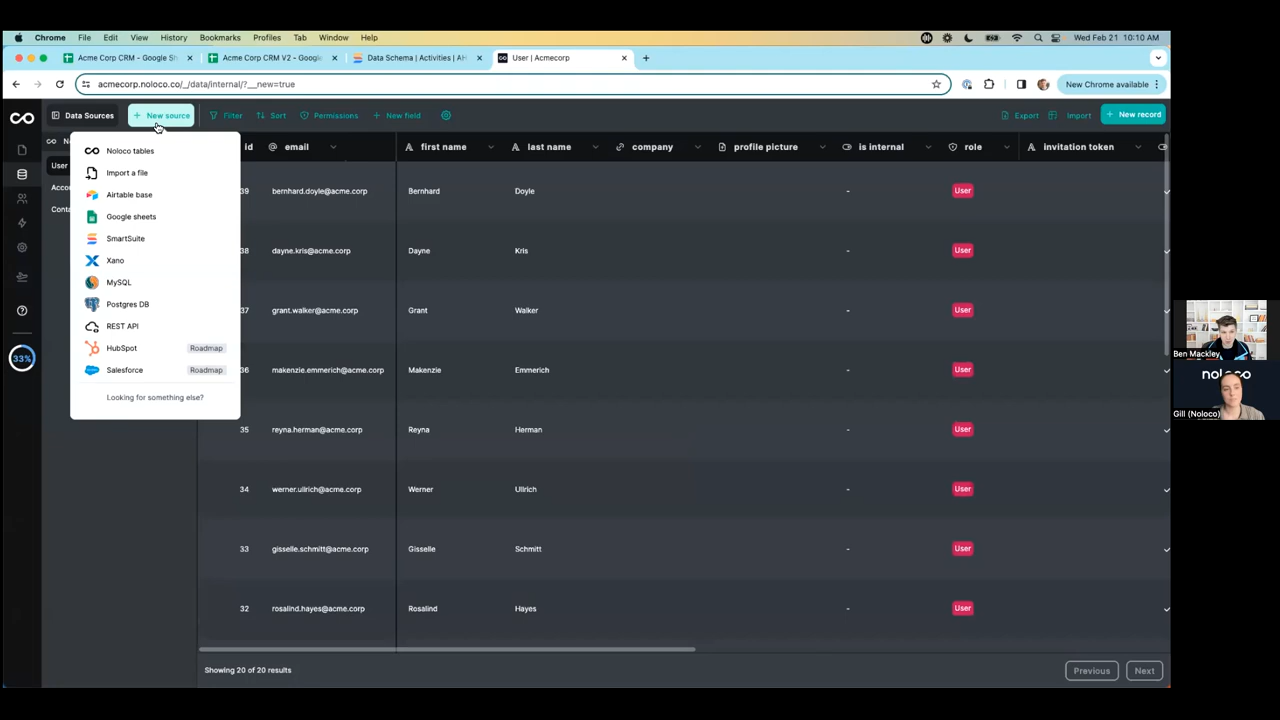 Chrome File Edit View History Bookmarks Profiles Tab Window Help
Wed Feb 21 10:10 AM
Acme Corp CRM - Google Sh
Acme Corp CRM V2 - Google
Data Schema | Activities | AH
User | Acmecorp
acmecorp.noloco.co/_/data/internal/?__new=true
New Chrome available
Data Sources
New source
Filter
Sort
Permissions
New field
Export
Import
New record
id email first name last name company profile picture is internal role invitation token
User
Noloco tables
Import a file
Airtable base
Google sheets
SmartSuite
Xano
MySQL
Postgres DB
REST API
HubSpot Roadmap
Salesforce Roadmap
Looking for something else?
33%
39 bernhard.doyle@acme.corp Bernhard Doyle - User
38 dayne.kris@acme.corp Dayne Kris - User
37 grant.walker@acme.corp Grant Walker - User
36 makenzie.emmerich@acme.corp Makenzie Emmerich - User
35 reyna.herman@acme.corp Reyna Herman - User
34 werner.ullrich@acme.corp Werner Ullrich - User
33 gisselle.schmitt@acme.corp Gisselle Schmitt - User
32 rosalind.hayes@acme.corp Rosalind Hayes - User
Showing 20 of 20 results
Previous
Next
Ben Mackley
noloco
Gill (Noloco)